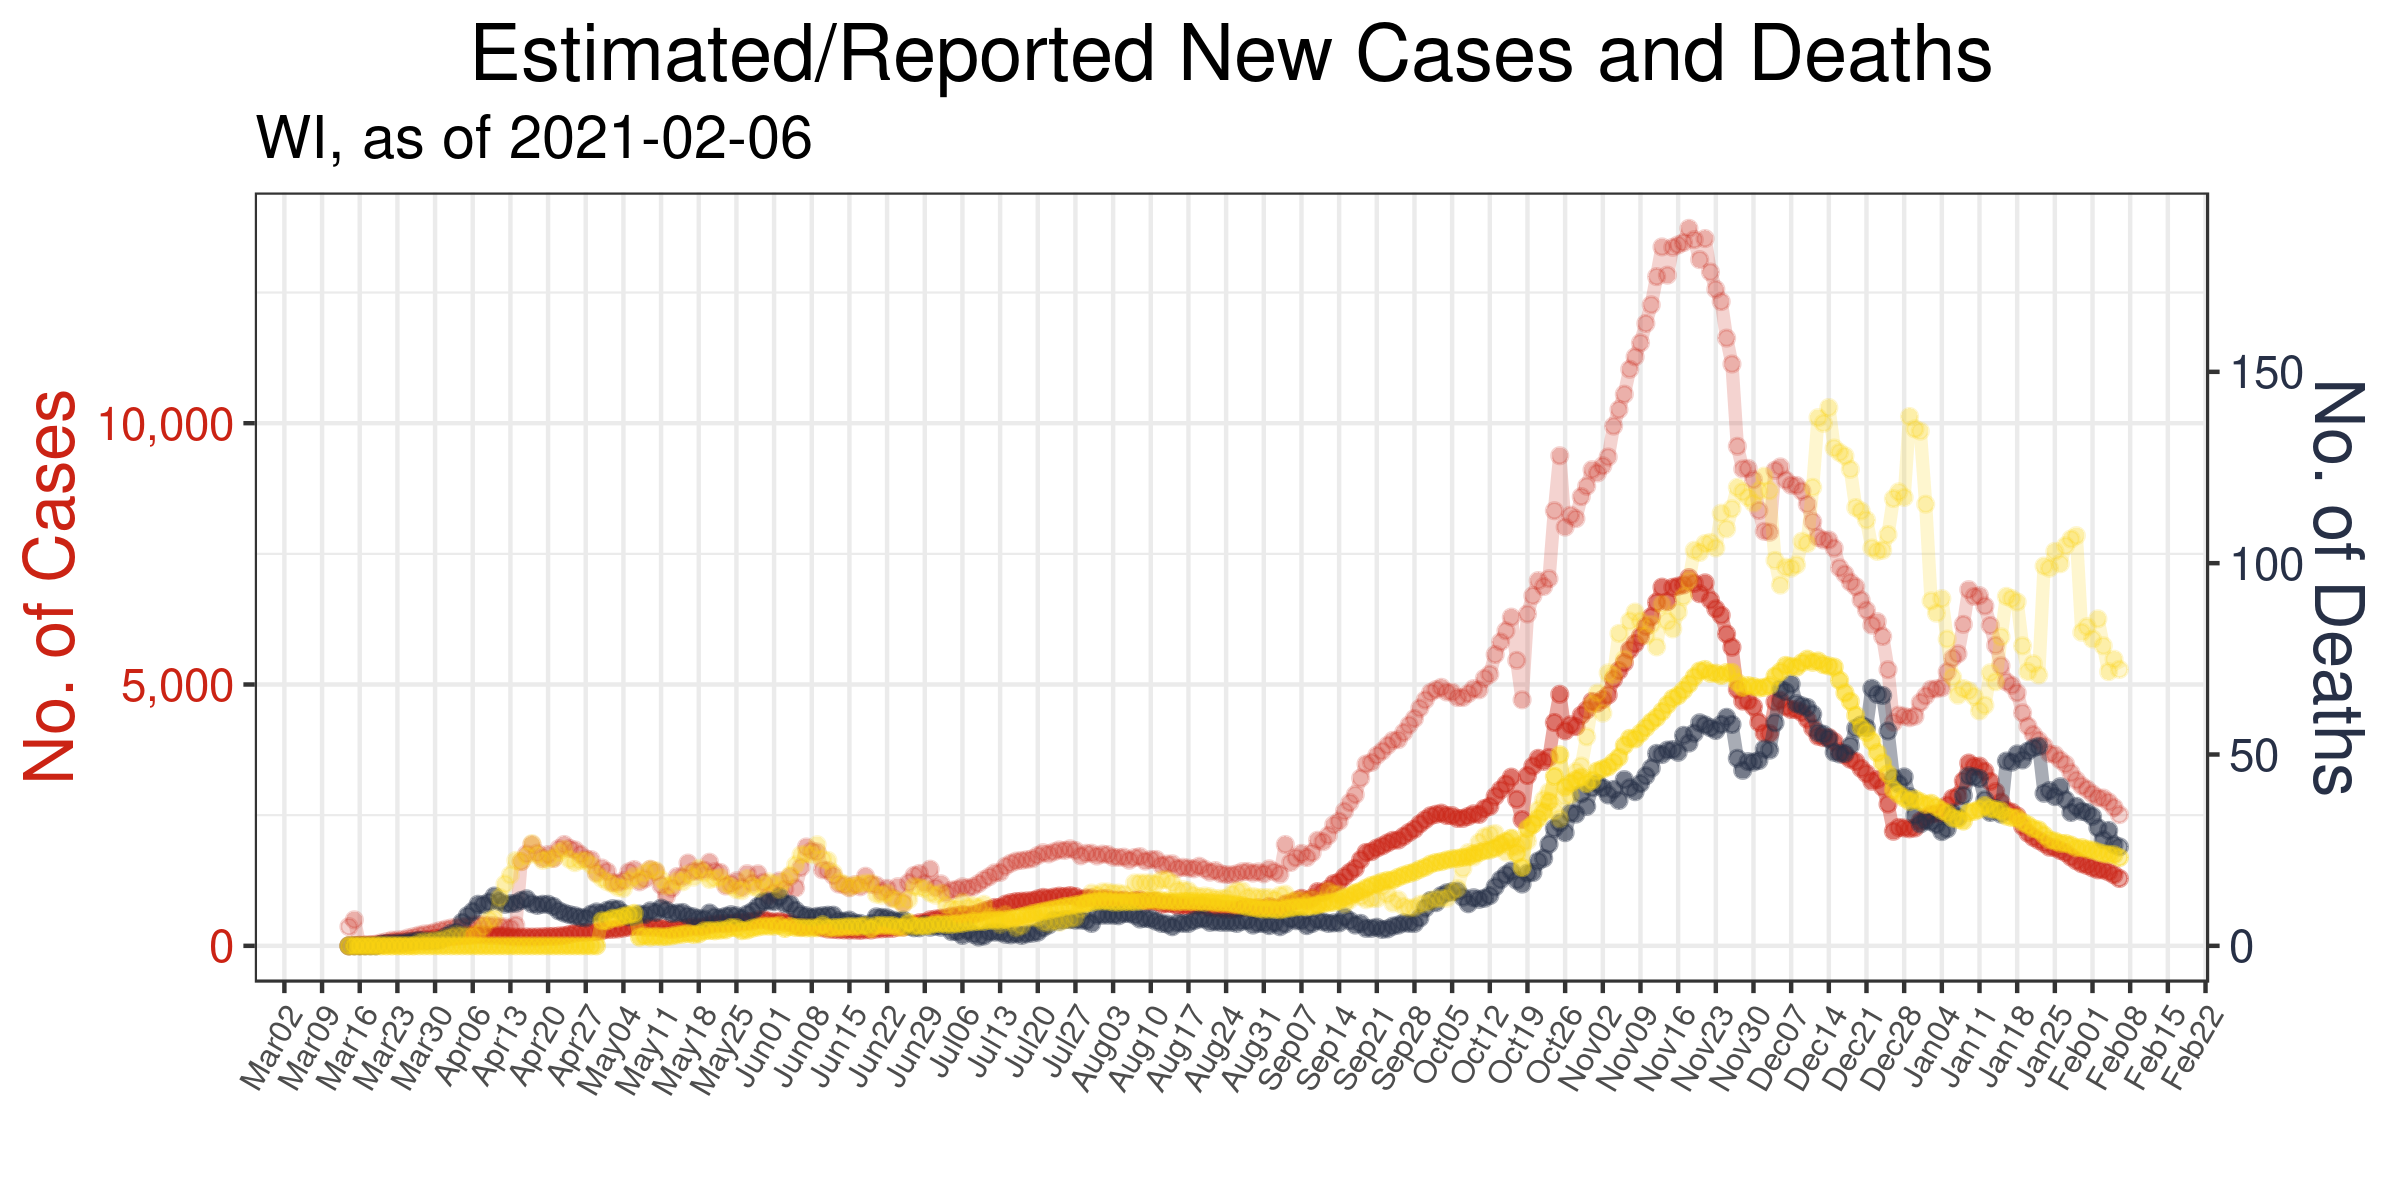 Estimated/Reported New Cases and Deaths
WI, as of 2021-02-06
No. of Cases
10,000
5,000
0
150
100
50
0
No. of Deaths
Mar02
Mar09
Mar16
Mar23
Mar30
Apr06
Apr13
Apr20
Apr27
May04
May11
May18
May25
Jun01
Jun08
Jun15
Jun22
Jun29
Jul06
Jul13
Jul20
Jul27
Aug03
Aug10
Aug17
Aug24
Aug31
Sep07
Sep14
Sep21
Sep28
Oct05
Oct12
Oct19
Oct26
Nov02
Nov09
Nov16
Nov23
Nov30
Dec07
Dec14
Dec21
Dec28
Jan04
Jan11
Jan18
Jan25
Feb01
Feb08
Feb15
Feb22